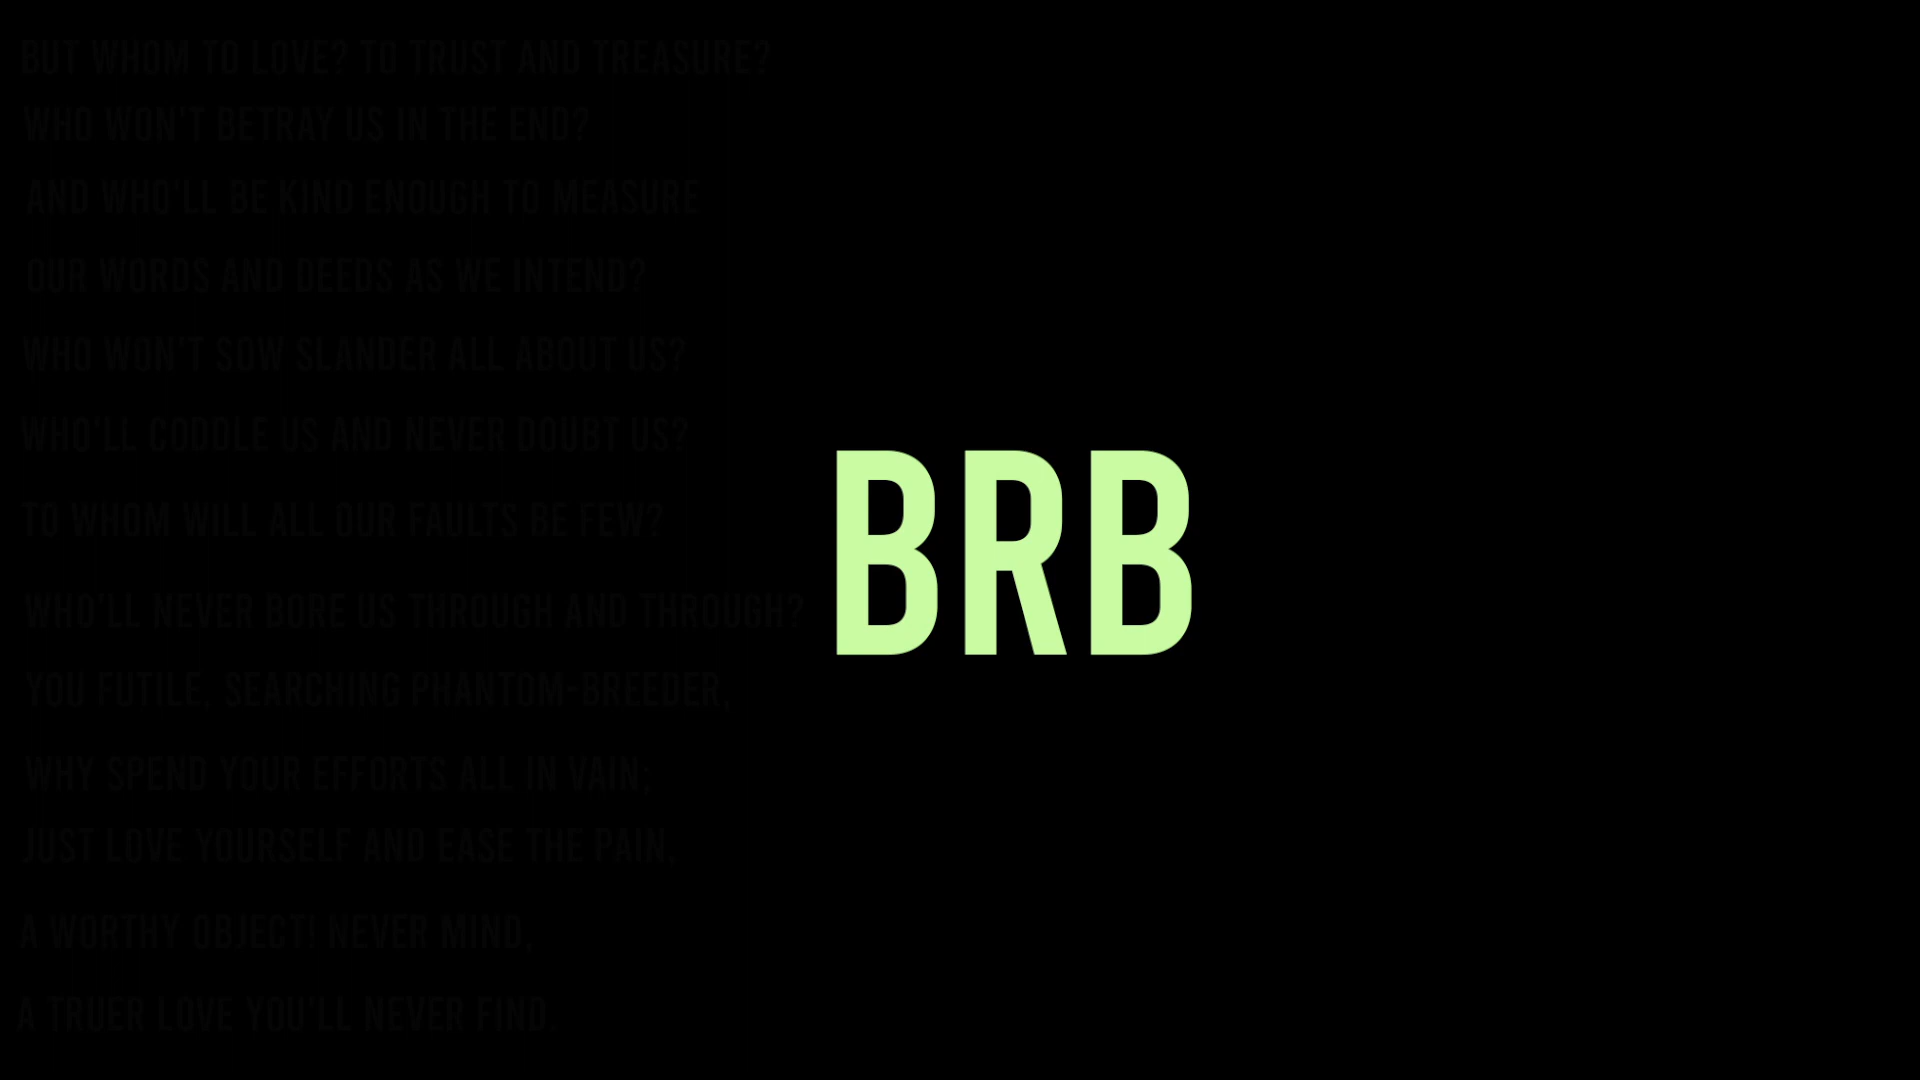 BUT WHOM TO LOVE? TO TRUST AND TREASURE?
WHO WON'T BETRAY US IN THE END?
AND WHO'LL BE KIND ENOUGH TO MEASURE
OUR WORDS AND DEEDS AS WE INTEND?
WHO WON'T SOW SLANDER ALL ABOUT US?
WHO'LL CODDLE US AND NEVER DOUBT US?
TO WHOM WILL ALL OUR FAULTS BE FEW?
WHO'LL NEVER BORE US THROUGH AND THROUGH?
YOU FUTILE, SEARCHING PHANTOM-BREEDER,
WHY SPEND YOUR EFFORTS ALL IN VAIN;
JUST LOVE YOURSELF AND EASE THE PAIN,
A WORTHY OBJECT! NEVER MIND,
A TRUER LOVE YOU'LL NEVER FIND.
BRB